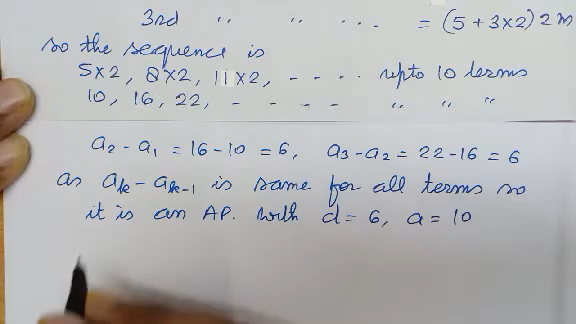 3rd " " ... = (5+3×2)2 m
so the sequence is
5×2, 8×2, 11×2, - - - - - upto 10 terms
10, 16, 22, - - - - - " " "
a2 - a1 = 16 - 10 = 6, a3 - a2 = 22 - 16 = 6
as ak - ak-1 is same for all terms so
it is an AP. with d = 6, a = 10